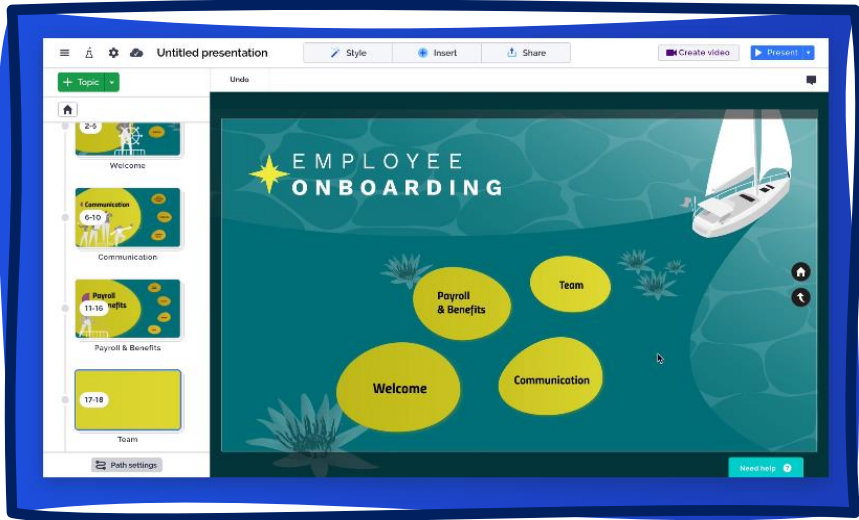 Untitled presentation
Style
Insert
Share
Create video
Present
+ Topic
Undo
2-5
Welcome
Communication
6-10
Communication
Payroll
11-16
Payroll & Benefits
17-18
Team
Path settings
EMPLOYEE
ONBOARDING
Team
Payroll
& Benefits
Welcome
Communication
Need help ?